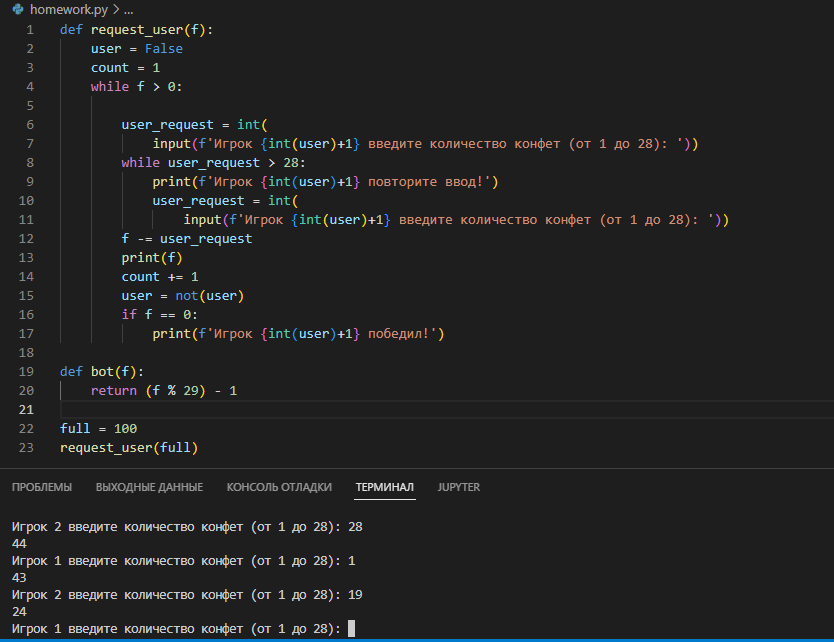 homework.py > ...
1 def request_user(f):
2 user = False
3 count = 1
4 while f > 0:
5
6 user_request = int(
7 input(f'Игрок {int(user)+1} введите количество конфет (от 1 до 28): '))
8 while user_request > 28:
9 print(f'Игрок {int(user)+1} повторите ввод!')
10 user_request = int(
11 input(f'Игрок {int(user)+1} введите количество конфет (от 1 до 28): '))
12 f -= user_request
13 print(f)
14 count += 1
15 user = not(user)
16 if f == 0:
17 print(f'Игрок {int(user)+1} победил!')
18
19 def bot(f):
20 return (f % 29) - 1
21
22 full = 100
23 request_user(full)
ПРОБЛЕМЫ ВЫХОДНЫЕ ДАННЫЕ КОНСОЛЬ ОТЛАДКИ ТЕРМИНАЛ JUPYTER
Игрок 2 введите количество конфет (от 1 до 28): 28
44
Игрок 1 введите количество конфет (от 1 до 28): 1
43
Игрок 2 введите количество конфет (от 1 до 28): 19
24
Игрок 1 введите количество конфет (от 1 до 28):